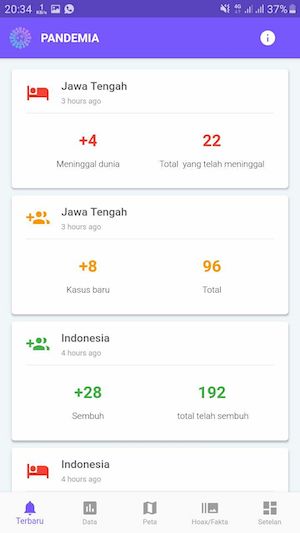 20:34 1 K/s 4G 37%
PANDEMIA
Jawa Tengah
3 hours ago
+4 22
Meninggal dunia Total yang telah meninggal
Jawa Tengah
3 hours ago
+8 96
Kasus baru Total
Indonesia
4 hours ago
+28 192
Sembuh total telah sembuh
Indonesia
4 hours ago
Terbaru Data Peta Hoax/Fakta Setelan